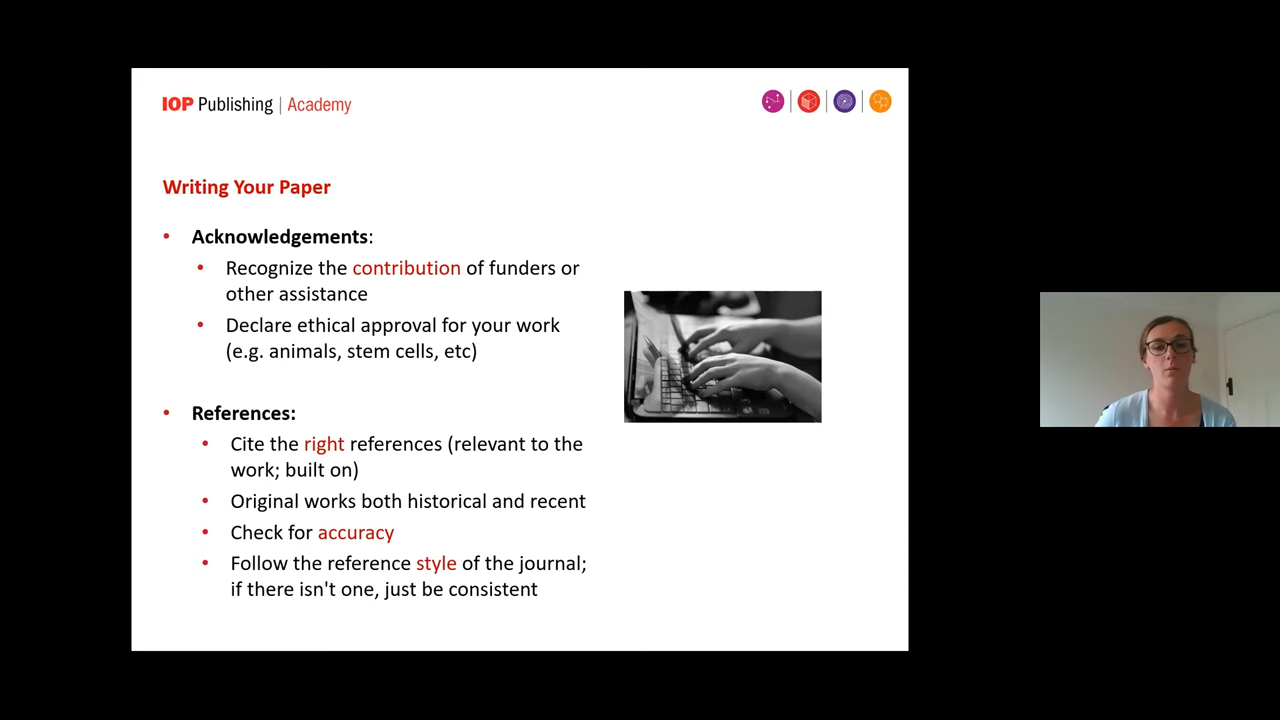 IOP Publishing | Academy
Writing Your Paper
• Acknowledgements:
• Recognize the contribution of funders or
other assistance
• Declare ethical approval for your work
(e.g. animals, stem cells, etc)
• References:
• Cite the right references (relevant to the
work; built on)
• Original works both historical and recent
• Check for accuracy
• Follow the reference style of the journal;
if there isn't one, just be consistent